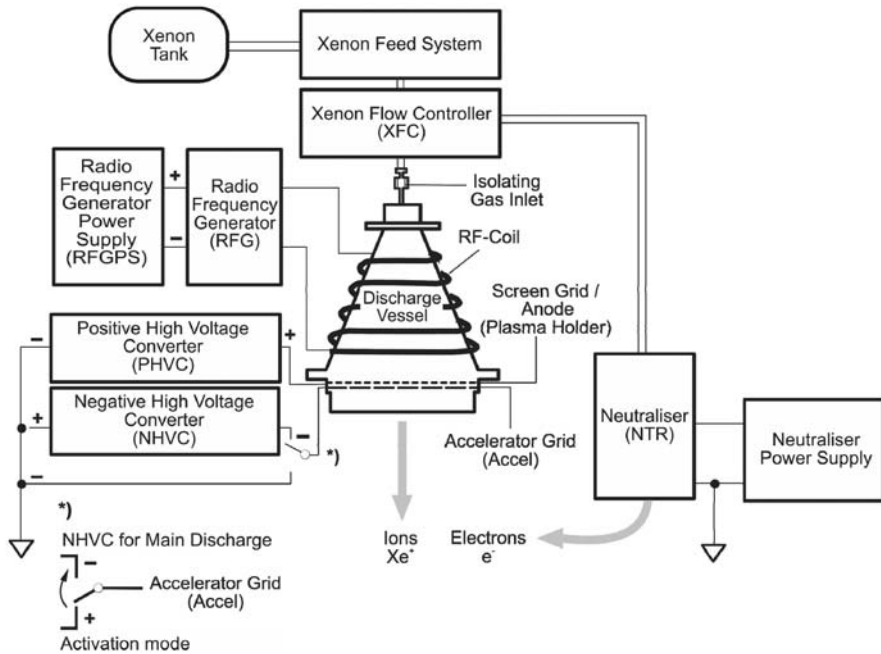 Xenon
Tank
Xenon Feed System
Xenon Flow Controller
(XFC)
Isolating
Gas Inlet
Radio
Frequency
Generator
Power
Supply
(RFGPS)
+
−
Radio
Frequency
Generator
(RFG)
RF-Coil
Discharge
Vessel
Screen Grid /
Anode
(Plasma Holder)
−
Positive High Voltage
Converter
(PHVC)
+
+
Negative High Voltage
Converter
(NHVC)
−
*)
−
Accelerator Grid
(Accel)
Neutraliser
(NTR)
Neutraliser
Power Supply
Ions
Xe+
Electrons
e-
*)
NHVC for Main Discharge
−
Accelerator Grid
(Accel)
+
Activation mode